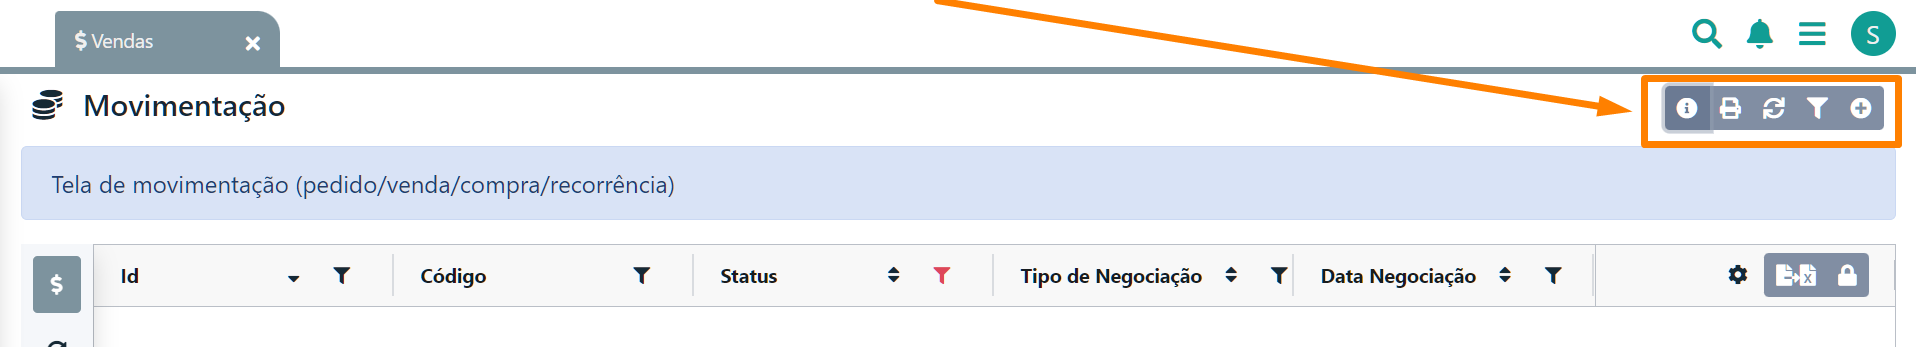 $ Vendas
S
Movimentação
Tela de movimentação (pedido/venda/compra/recorrência)
$
Id Código Status Tipo de Negociação Data Negociação